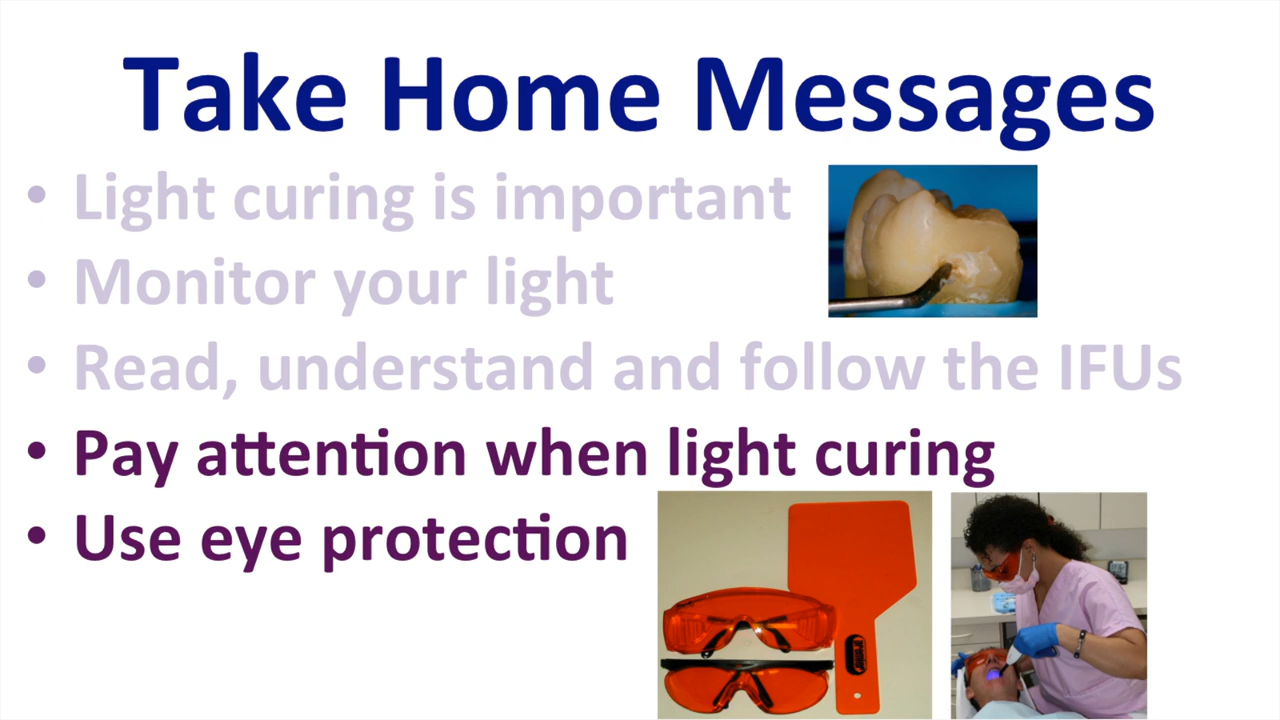 Take Home Messages
• Light curing is important
• Monitor your light
• Read, understand and follow the IFUs
• Pay attention when light curing
• Use eye protection